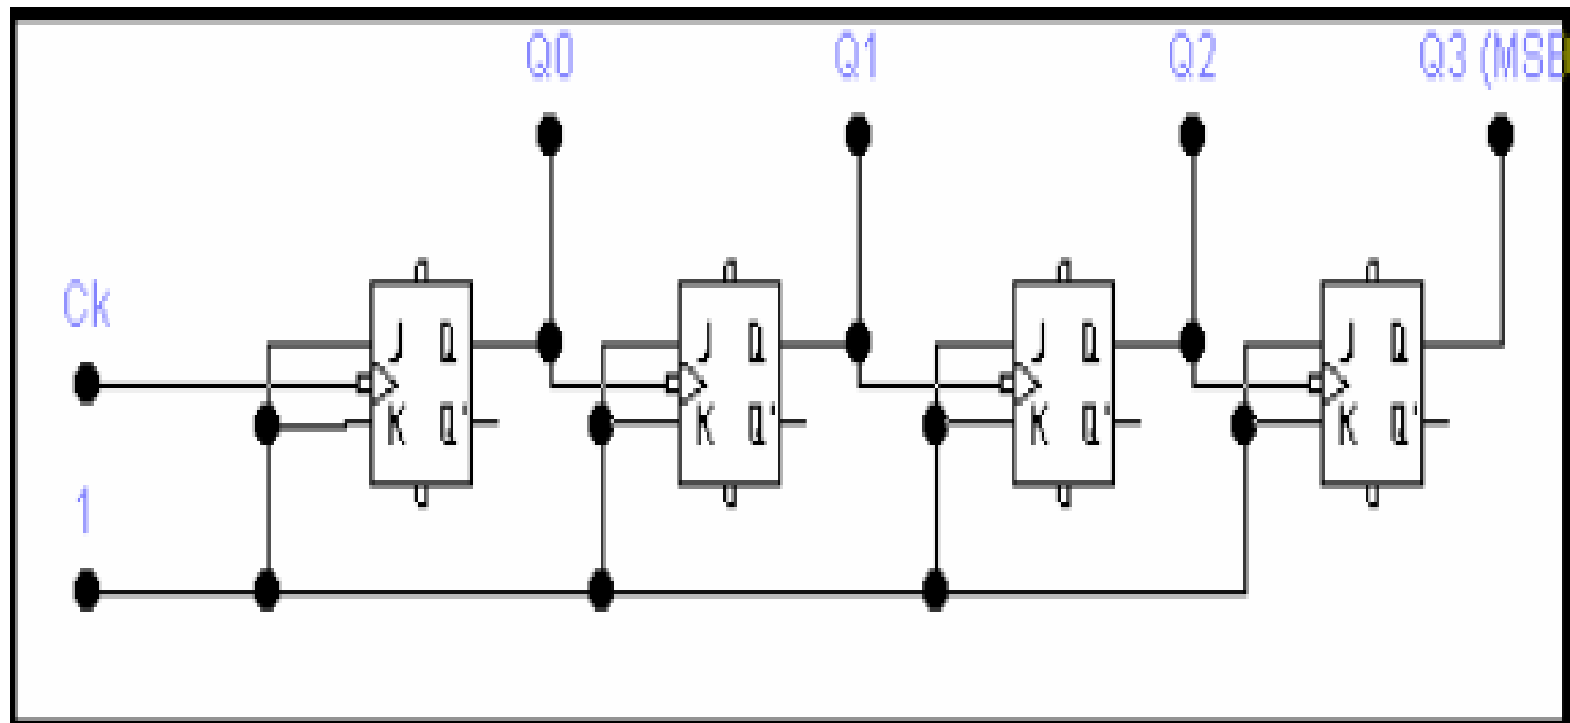 Q0 Q1 Q2 Q3 (MSB
Ck
J Q J Q J Q J Q
K Q' K Q' K Q' K Q'
1